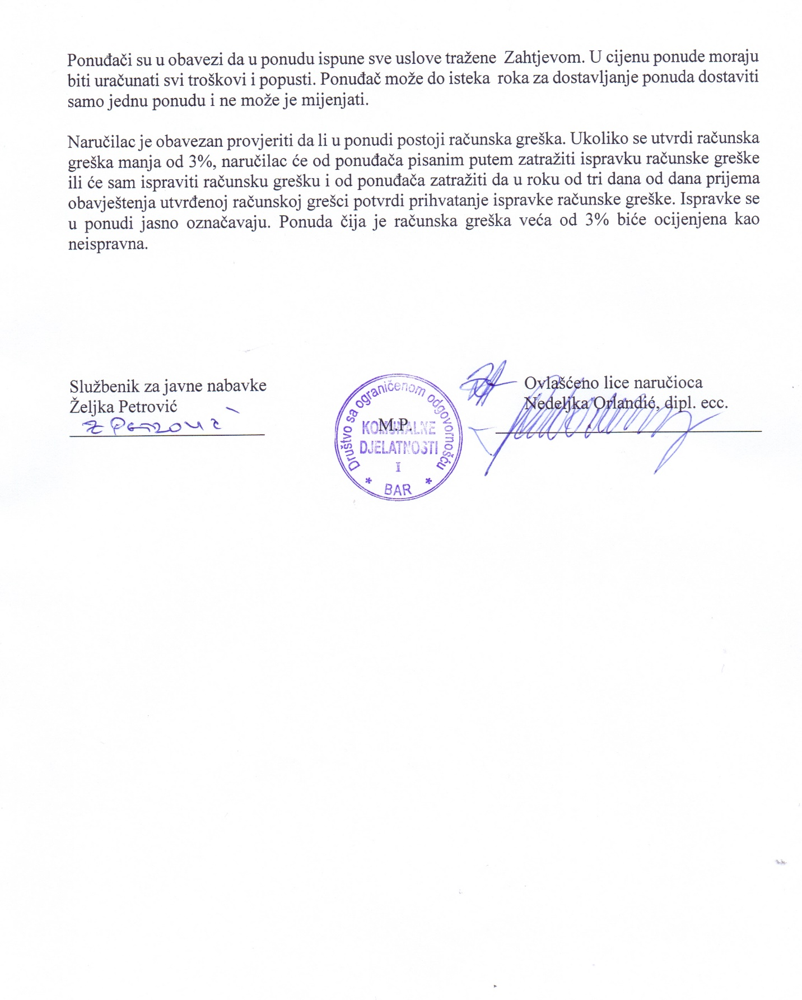 Ponuđači su u obavezi da u ponudu ispune sve uslove tražene Zahtjevom. U cijenu ponude moraju
biti uračunati svi troškovi i popusti. Ponuđač može do isteka roka za dostavljanje ponuda dostaviti
samo jednu ponudu i ne može je mijenjati.
Naručilac je obavezan provjeriti da li u ponudi postoji računska greška. Ukoliko se utvrdi računska
greška manja od 3%, naručilac će od ponuđača pisanim putem zatražiti ispravku računske greške
ili će sam ispraviti računsku grešku i od ponuđača zatražiti da u roku od tri dana od dana prijema
obavještenja utvrđenoj računskoj grešci potvrdi prihvatanje ispravke računske greške. Ispravke se
u ponudi jasno označavaju. Ponuda čija je računska greška veća od 3% biće ocijenjena kao
neispravna.
Službenik za javne nabavke
Željka Petrović
Društvo sa ograničenom odgovornošću
M.P.
KOMUNALNE
DJELATNOSTI
I
* BAR *
Ovlašćeno lice naručioca
Nedeljka Orlandić, dipl. ecc.